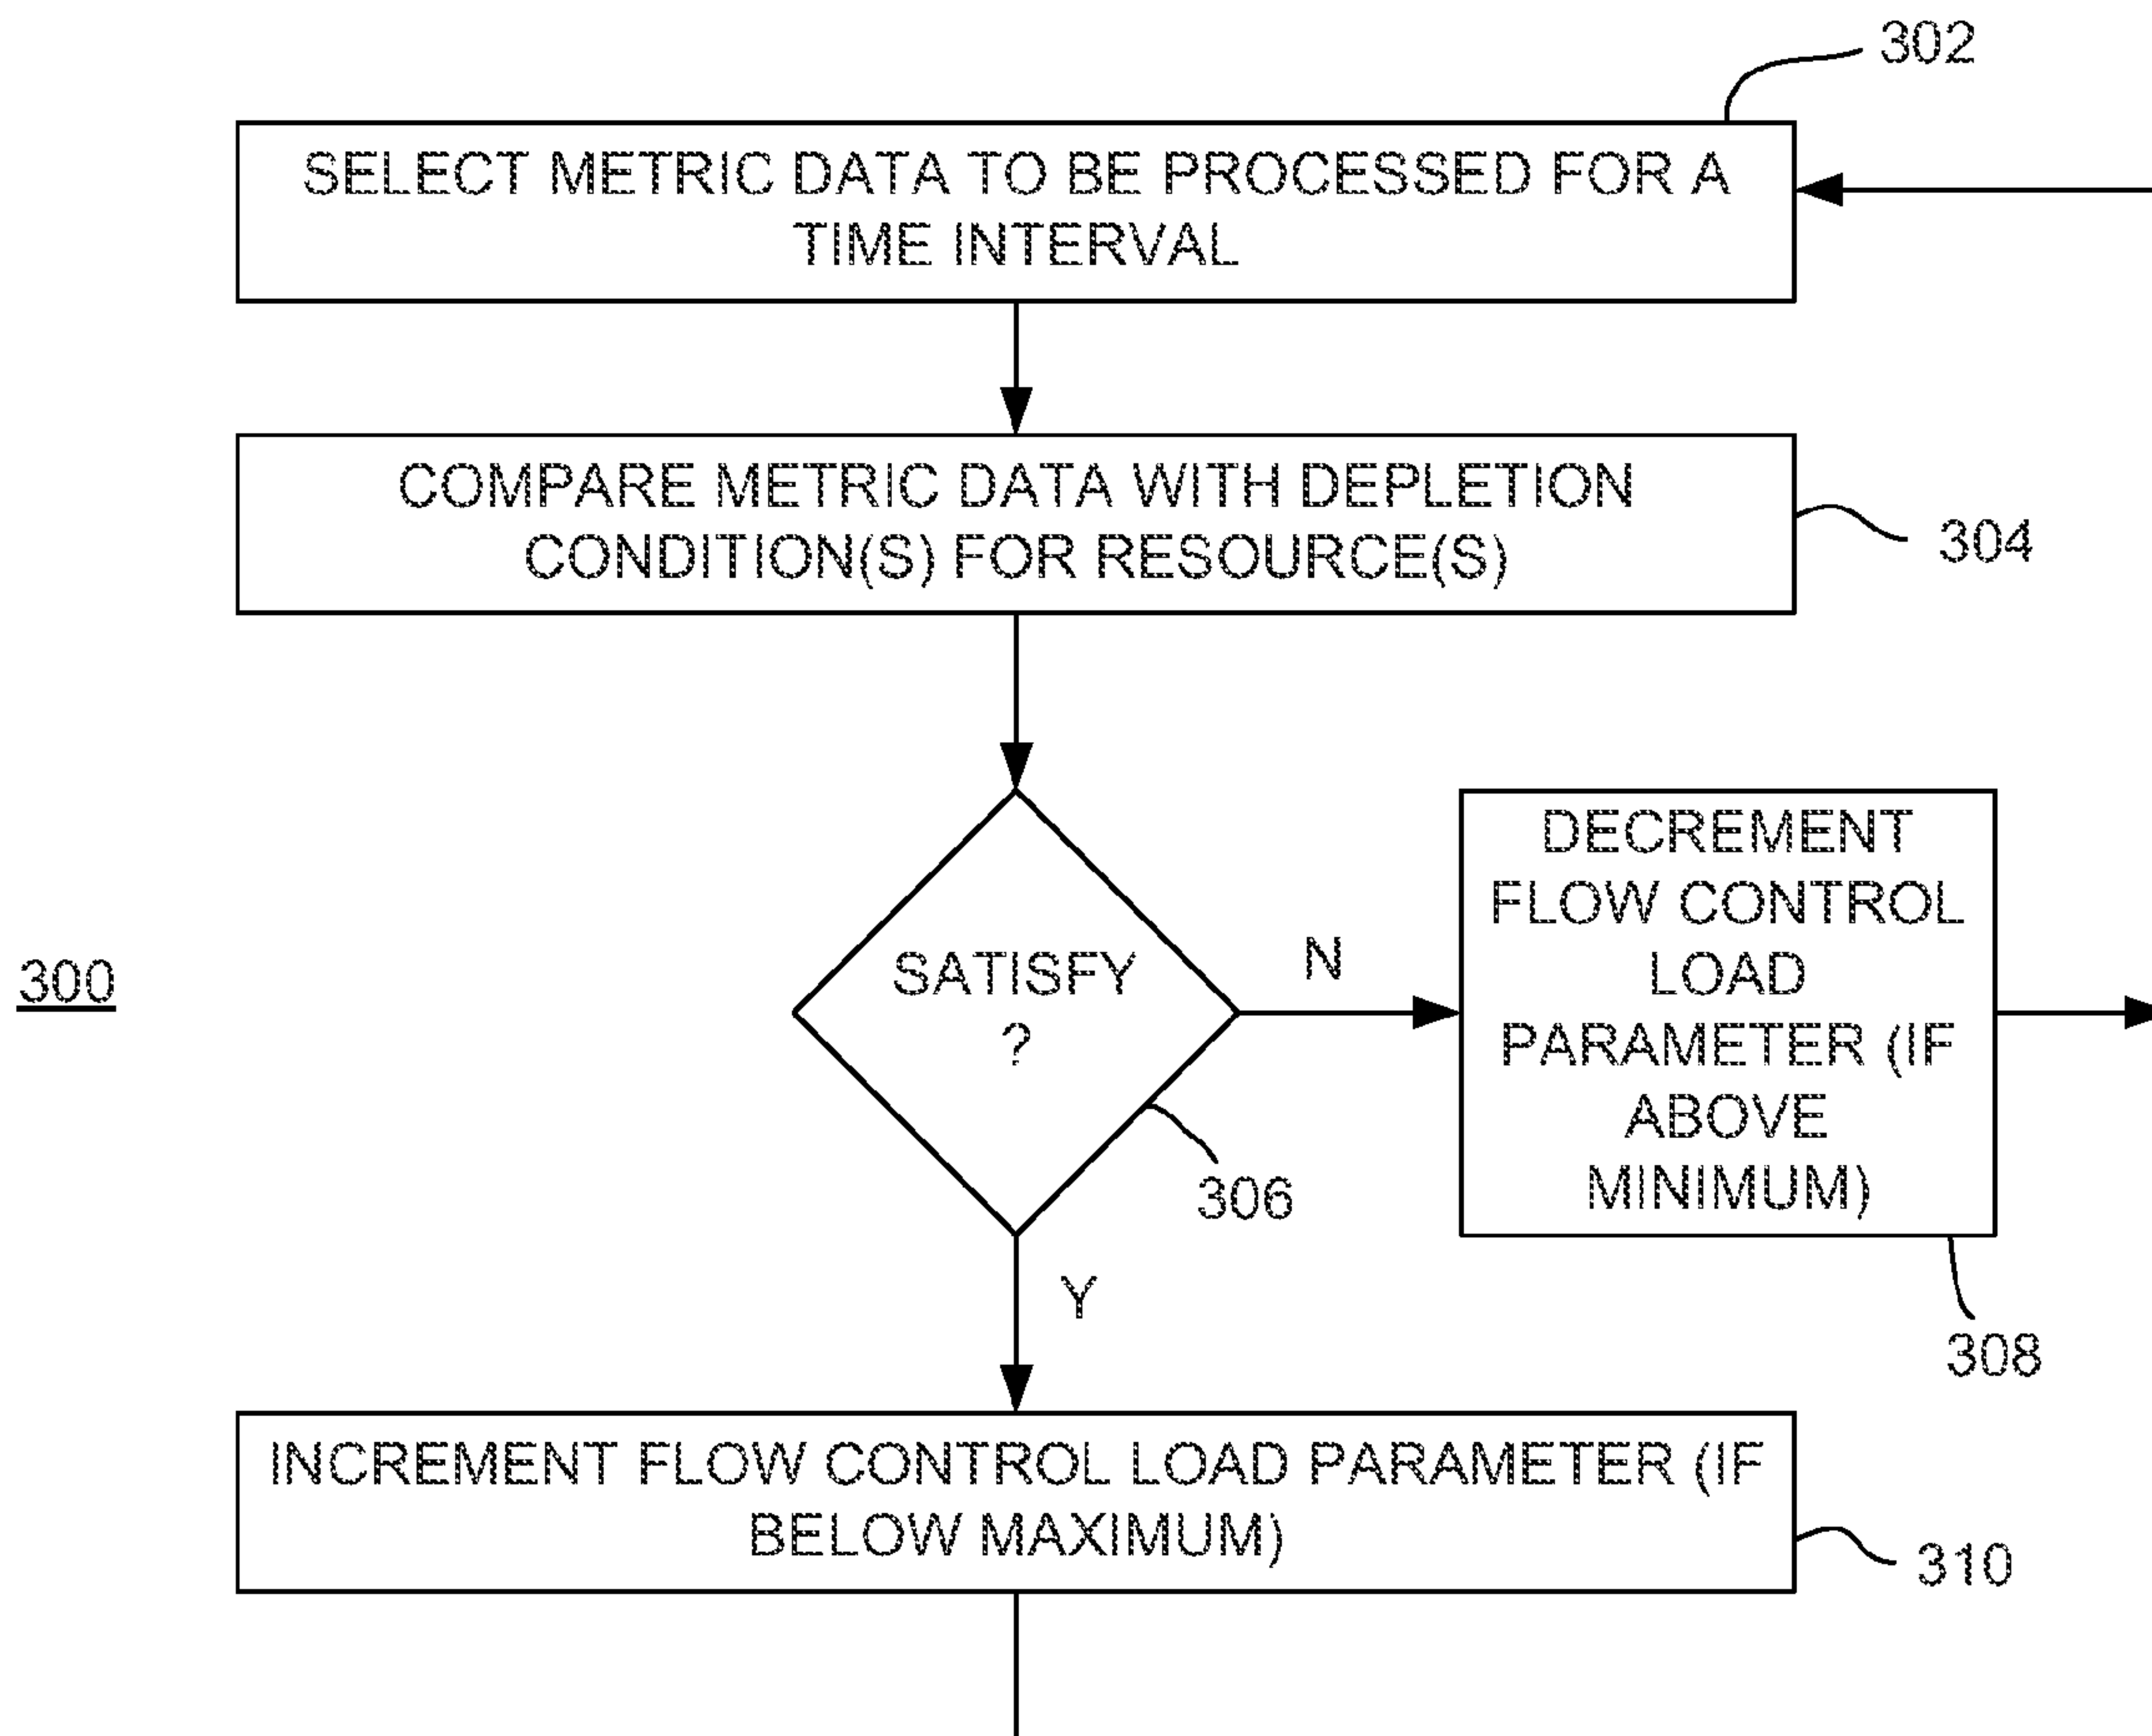 302
SELECT METRIC DATA TO BE PROCESSED FOR A
TIME INTERVAL
COMPARE METRIC DATA WITH DEPLETION
CONDITION(S) FOR RESOURCE(S)
304
300
SATISFY
?
306
N
DECREMENT
FLOW CONTROL
LOAD
PARAMETER (IF
ABOVE
MINIMUM)
308
Y
INCREMENT FLOW CONTROL LOAD PARAMETER (IF
BELOW MAXIMUM)
310